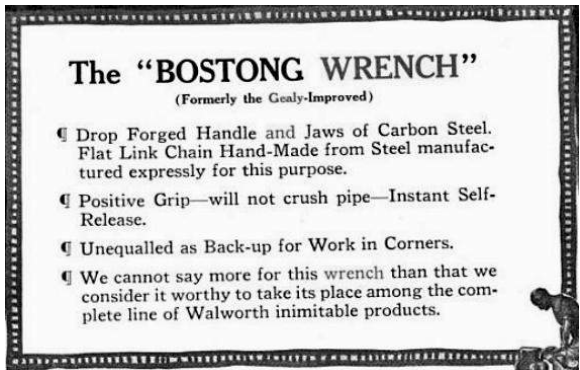 The “BOSTONG WRENCH”
(Formerly the Gealy-Improved)
¶ Drop Forged Handle and Jaws of Carbon Steel.
Flat Link Chain Hand-Made from Steel manufac-
tured expressly for this purpose.
¶ Positive Grip—will not crush pipe—Instant Self-
Release.
¶ Unequalled as Back-up for Work in Corners.
¶ We cannot say more for this wrench than that we
consider it worthy to take its place among the com-
plete line of Walworth inimitable products.